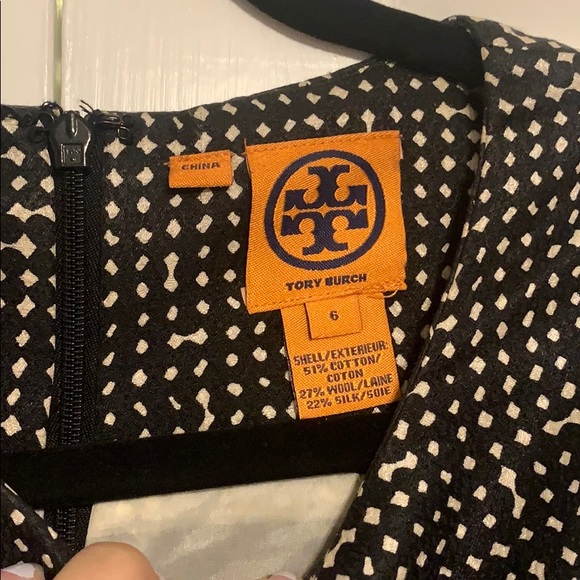 CHINA
TORY BURCH
6
SHELL/EXTERIEUR:
51% COTTON/
COTON
27% WOOL/LAINE
22% SILK/SOIE